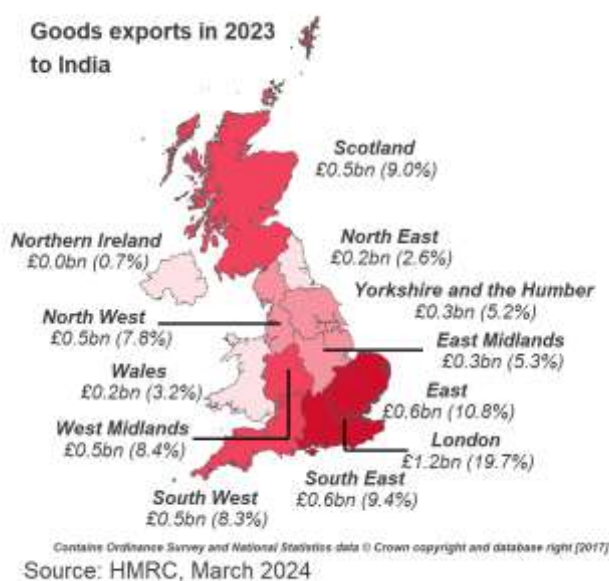 Goods exports in 2023
to India
Scotland
£0.5bn (9.0%)
Northern Ireland
£0.0bn (0.7%)
North East
£0.2bn (2.6%)
Yorkshire and the Humber
£0.3bn (5.2%)
North West
£0.5bn (7.8%)
East Midlands
£0.3bn (5.3%)
Wales
£0.2bn (3.2%)
East
£0.6bn (10.8%)
West Midlands
£0.5bn (8.4%)
London
£1.2bn (19.7%)
South East
£0.6bn (9.4%)
South West
£0.5bn (8.3%)
Contains Ordinance Survey and National Statistics data © Crown copyright and database right [2017]
Source: HMRC, March 2024